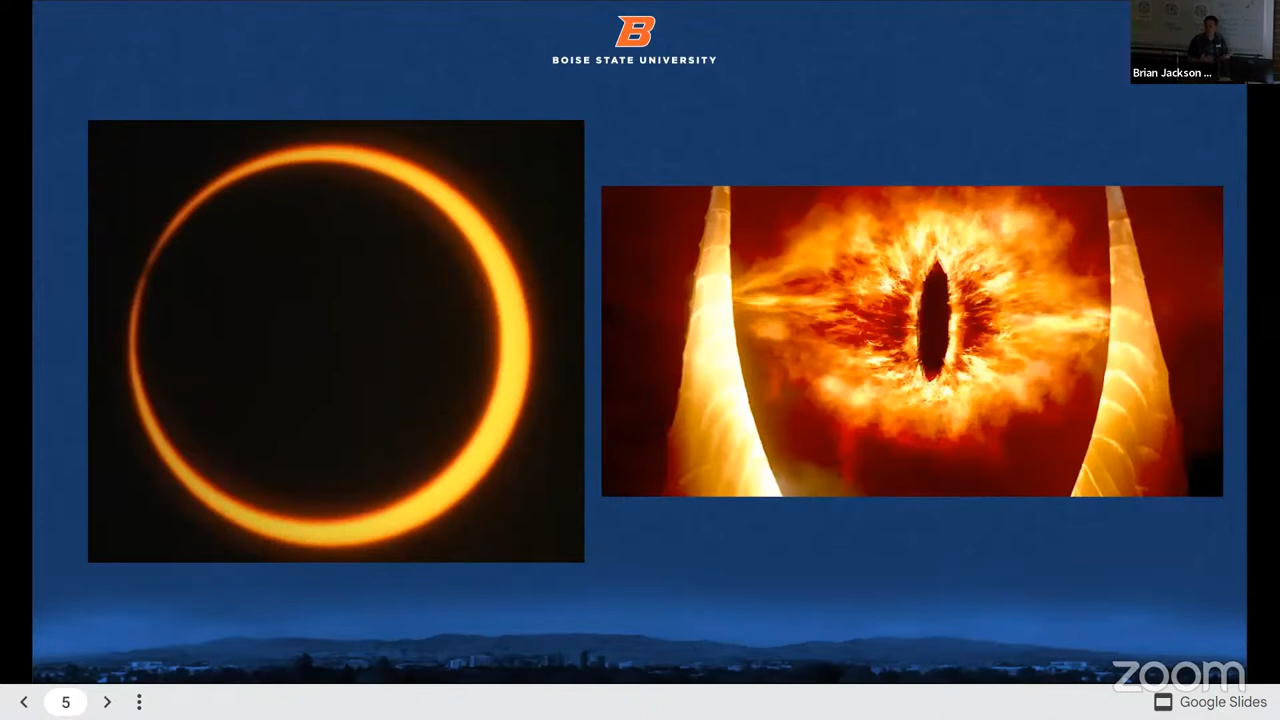 B
BOISE STATE UNIVERSITY
Brian Jackson ...
zoom
5
Google Slides